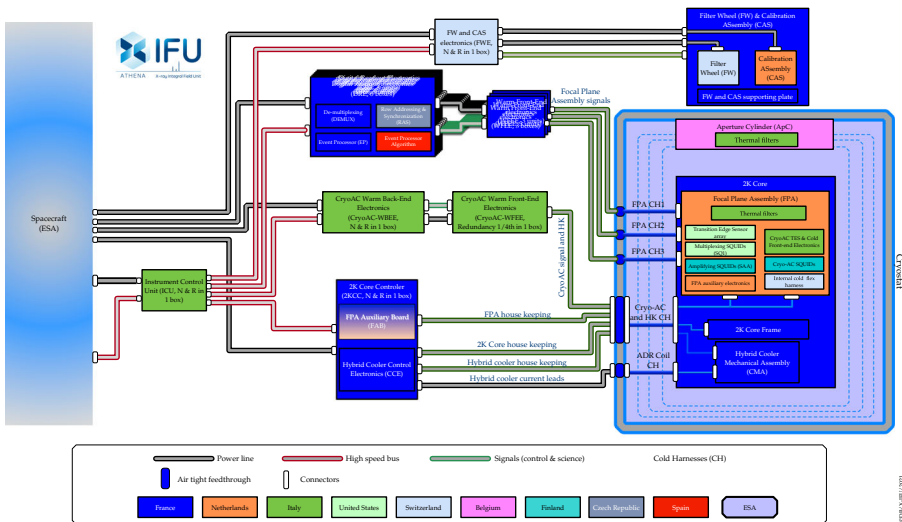 IFU
ATHENA
X-ray Integral Field Unit
Spacecraft
(ESA)
FW and CAS
electronics (FWE,
N & R in 1 box)
Filter Wheel (FW) & Calibration
ASsembly (CAS)
Filter
Wheel (FW)
Calibration
ASsembly
(CAS)
FW and CAS supporting plate
De-multiplexing
(DEMUX)
Row Addressing &
Synchronization
(RAS)
Event Processor (EP)
Event Processor
Algorithm
Warm Front-End
Focal Plane
Assembly signals
Aperture Cylinder (ApC)
Thermal filters
2K Core
Focal Plane Assembly (FPA)
Thermal filters
Transition Edge Sensor
array
Multiplexing SQUIDs
(SQ1)
Amplifying SQUIDs (SAA)
FPA auxiliary electronics
CryoAC TES & Cold
Front-end Electronics
Cryo-AC SQUIDs
Internal cold flex
harness
FPA CH1
FPA CH2
FPA CH3
Cryostat
CryoAC Warm Back-End
Electronics
(CryoAC-WBEE,
N & R in 1 box)
CryoAC Warm Front-End
Electronics
(CryoAC-WFEE,
Redundancy 1/4th in 1 box)
CryoAC signal and HK
Instrument Control
Unit (ICU, N & R in
1 box)
2K Core Controler
(2KCC, N & R in 1 box)
FPA Auxiliary Board
(FAB)
Hybrid Cooler Control
Electronics (CCE)
FPA house keeping
2K Core house keeping
Hybrid cooler house keeping
Hybrid cooler current leads
Cryo-AC
and HK CH
ADR Coil
CH
2K Core Frame
Hybrid Cooler
Mechanical Assembly
(CMA)
Power line
High speed bus
Signals (control & science)
Cold Harnesses (CH)
Air tight feedthrough
Connectors
France
Netherlands
Italy
United States
Switzerland
Belgium
Finland
Czech Republic
Spain
ESA